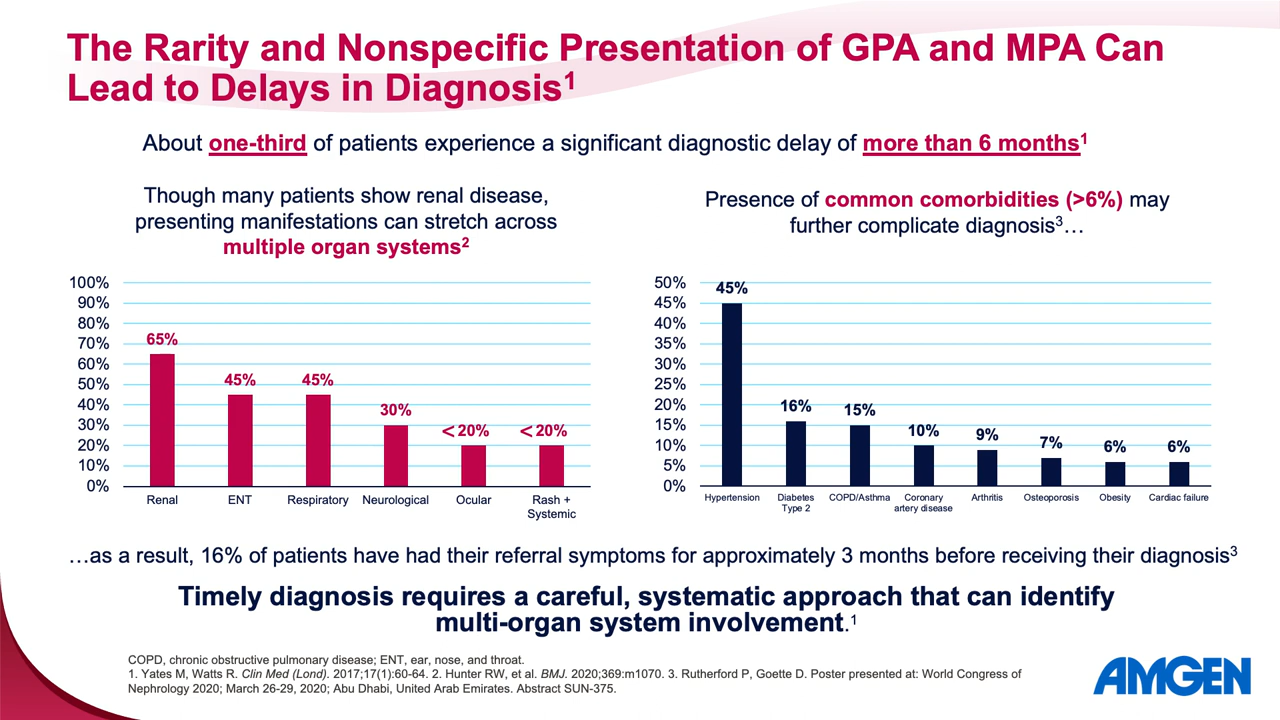 The Rarity and Nonspecific Presentation of GPA and MPA Can
Lead to Delays in Diagnosis¹
About one-third of patients experience a significant diagnostic delay of more than 6 months¹
Though many patients show renal disease,
presenting manifestations can stretch across
multiple organ systems²
100%
90%
80%
70%
60%
50%
40%
30%
20%
10%
0%
65%
45%
45%
30%
<20%
<20%
Renal
ENT
Respiratory
Neurological
Ocular
Rash +
Systemic
Presence of common comorbidities (>6%) may
further complicate diagnosis³…
50%
45%
40%
35%
30%
25%
20%
15%
10%
5%
0%
45%
16%
15%
10%
9%
7%
6%
6%
Hypertension
Diabetes
Type 2
COPD/Asthma
Coronary
artery disease
Arthritis
Osteoporosis
Obesity
Cardiac failure
…as a result, 16% of patients have had their referral symptoms for approximately 3 months before receiving their diagnosis³
Timely diagnosis requires a careful, systematic approach that can identify
multi-organ system involvement.¹
COPD, chronic obstructive pulmonary disease; ENT, ear, nose, and throat.
1. Yates M, Watts R. Clin Med (Lond). 2017;17(1):60-64. 2. Hunter RW, et al. BMJ. 2020;369:m1070. 3. Rutherford P, Goette D. Poster presented at: World Congress of
Nephrology 2020; March 26-29, 2020; Abu Dhabi, United Arab Emirates. Abstract SUN-375.
AMGEN